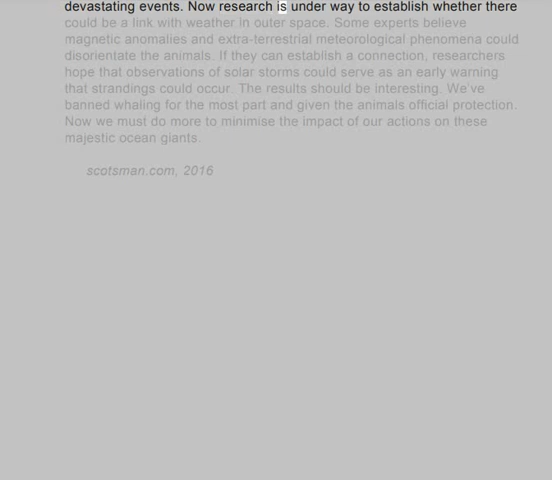 devastating events. Now research is under way to establish whether there
could be a link with weather in outer space. Some experts believe
magnetic anomalies and extra-terrestrial meteorological phenomena could
disorientate the animals. If they can establish a connection, researchers
hope that observations of solar storms could serve as an early warning
that strandings could occur. The results should be interesting. We've
banned whaling for the most part and given the animals official protection.
Now we must do more to minimise the impact of our actions on these
majestic ocean giants.
scotsman.com, 2016